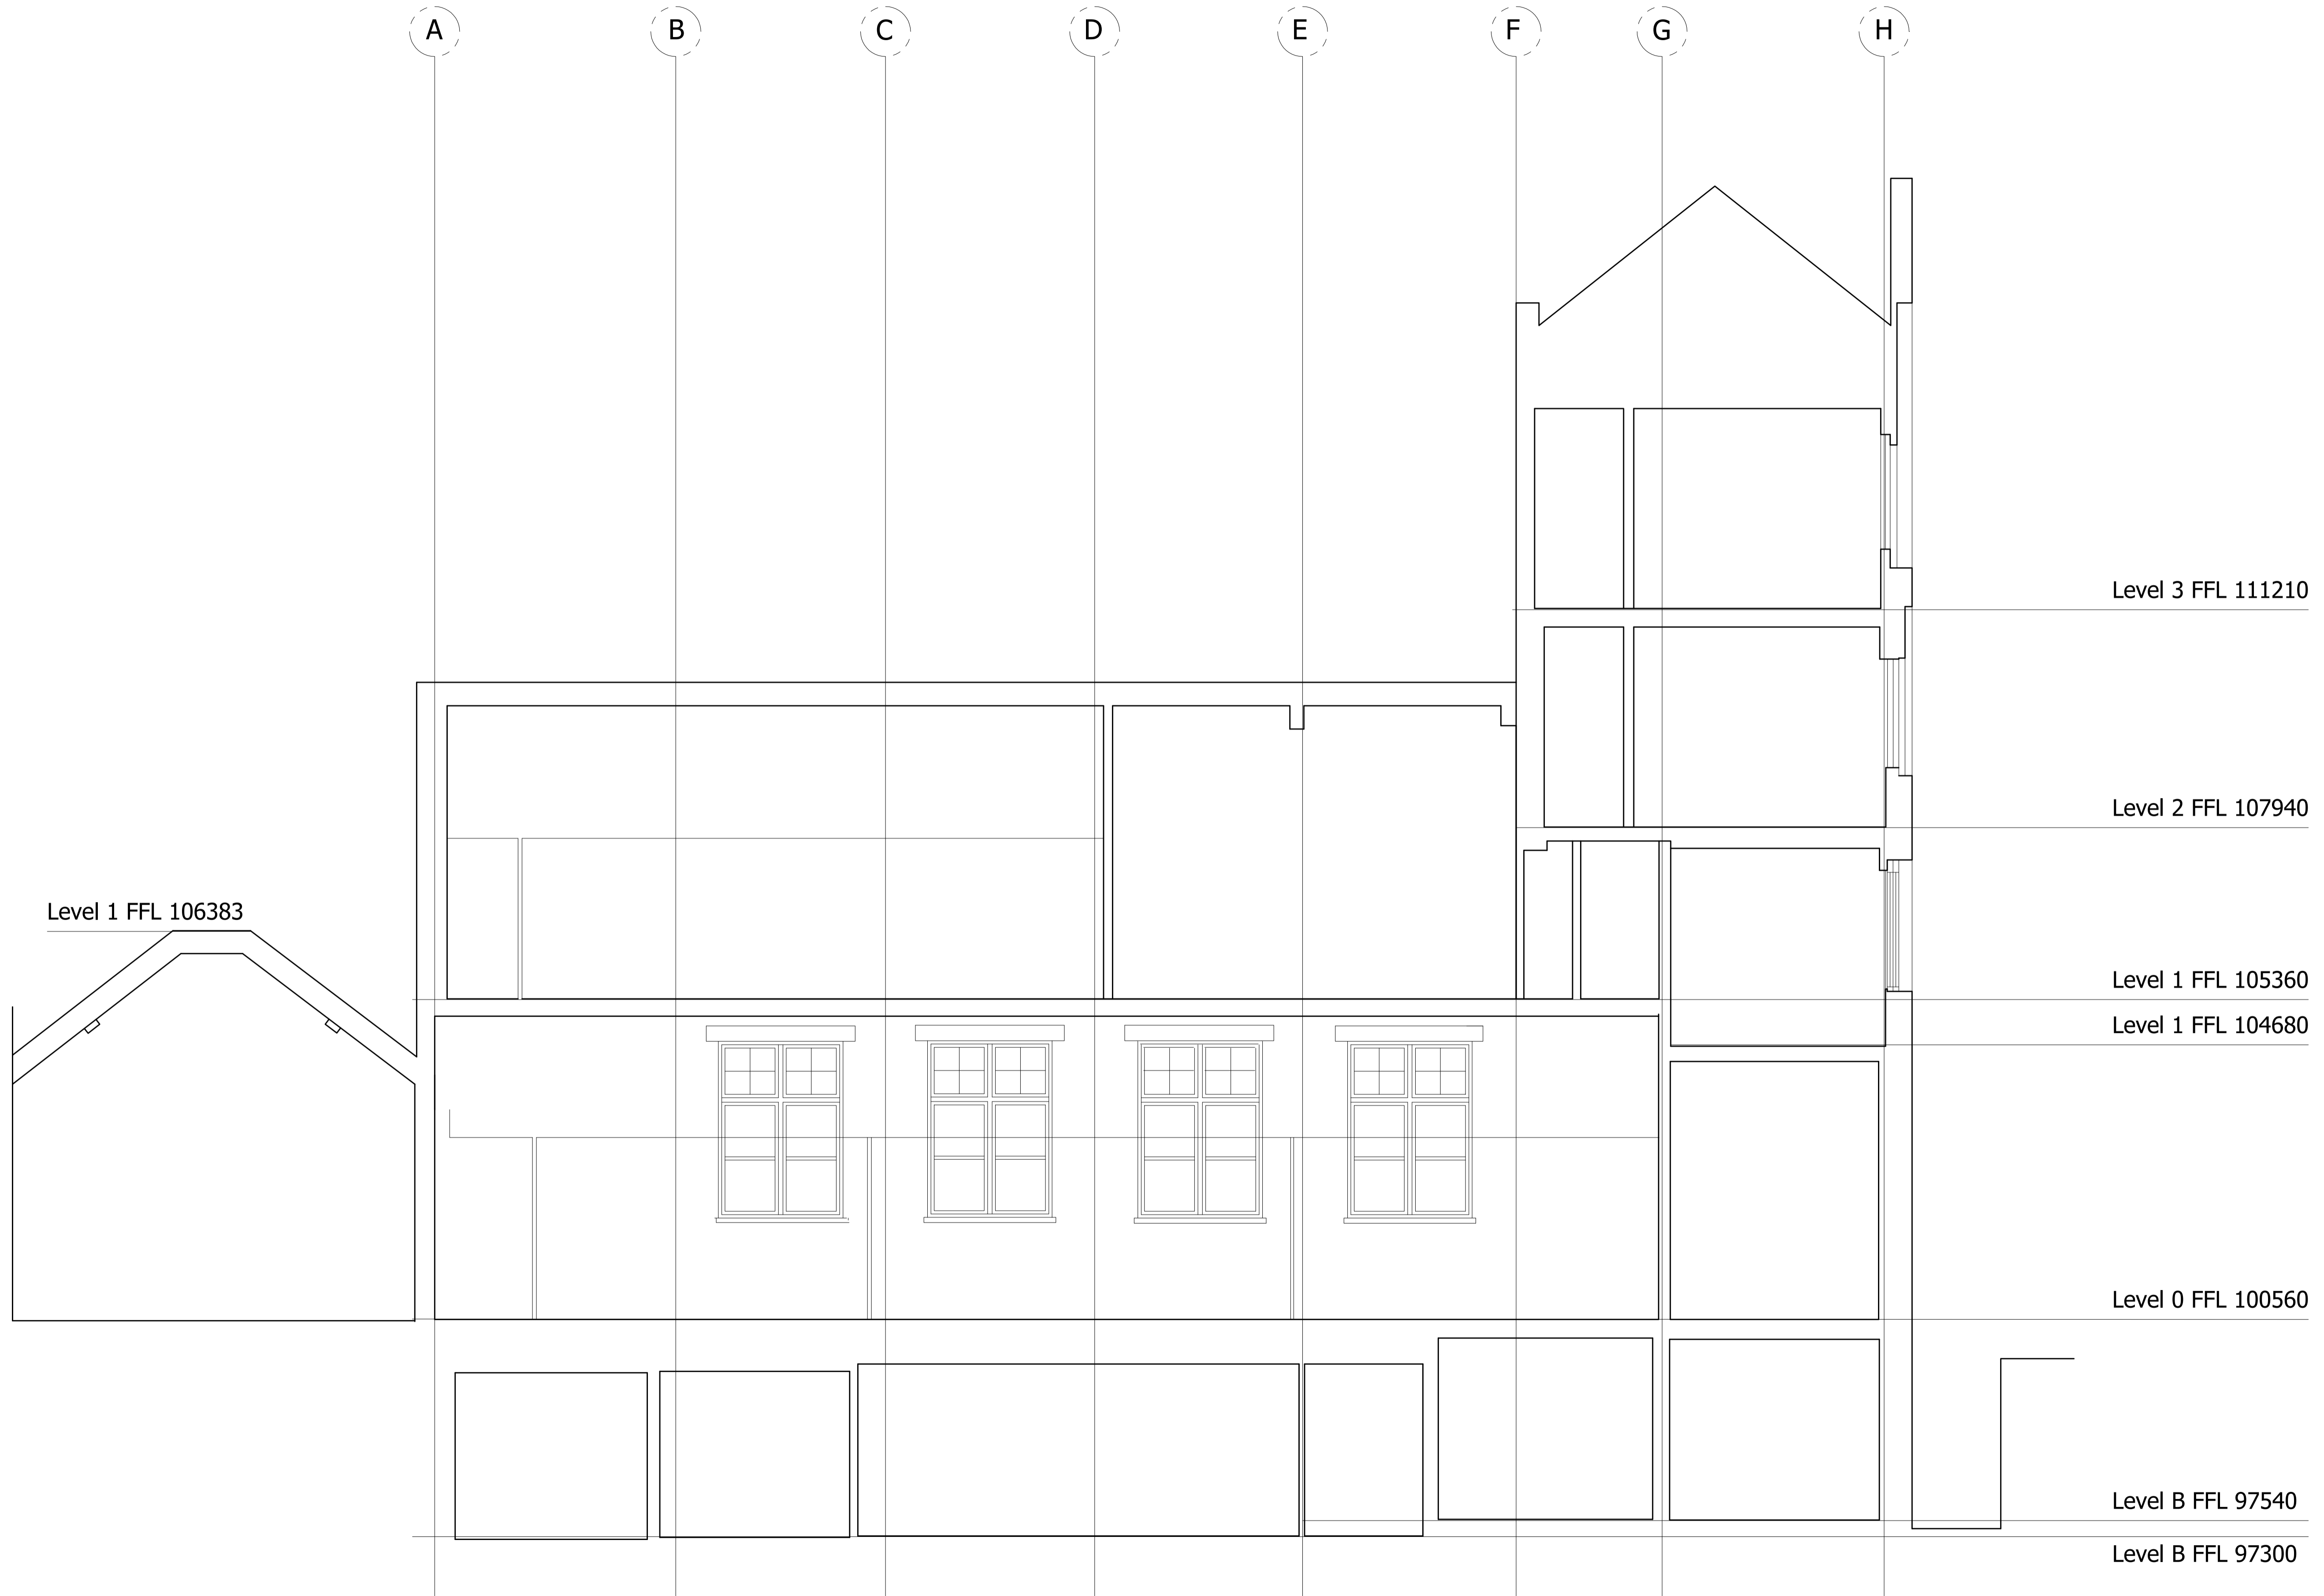 A
B
C
D
E
F
G
H
Level 3 FFL 111210
Level 2 FFL 107940
Level 1 FFL 106383
Level 1 FFL 105360
Level 1 FFL 104680
Level 0 FFL 100560
Level B FFL 97540
Level B FFL 97300